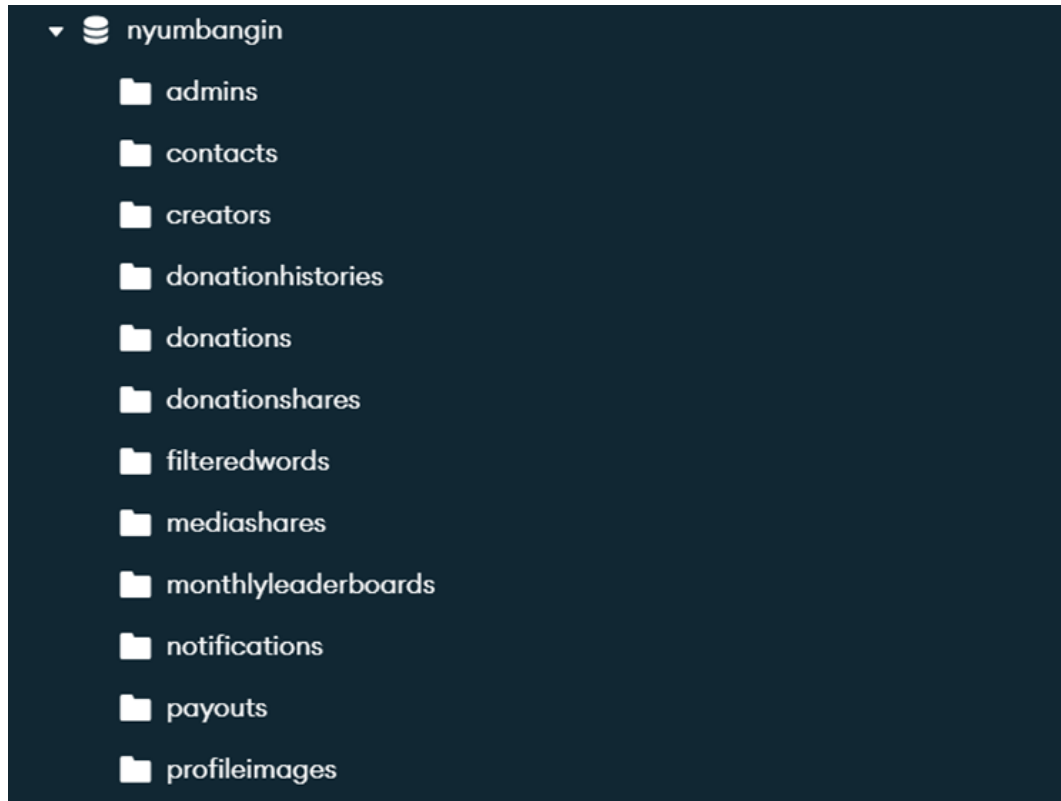 nyumbangin
admins
contacts
creators
donationhistories
donations
donationshares
filteredwords
mediashares
monthlyleaderboards
notifications
payouts
profileimages